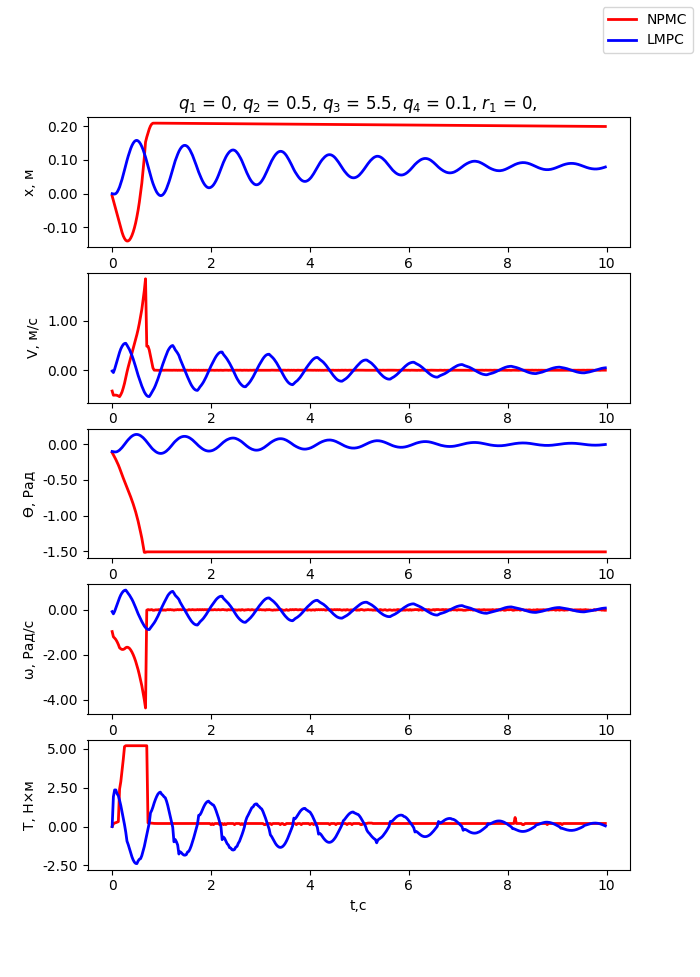 NPMC
LMPC
q₁ = 0, q₂ = 0.5, q₃ = 5.5, q₄ = 0.1, r₁ = 0,
x, м
0.20
0.10
0.00
-0.10
0 2 4 6 8 10
V, м/с
1.00
0.00
0 2 4 6 8 10
Θ, Рад
0.00
-0.50
-1.00
-1.50
0 2 4 6 8 10
ω, Рад/с
0.00
-2.00
-4.00
0 2 4 6 8 10
T, Н×м
5.00
2.50
0.00
-2.50
0 2 4 6 8 10
t,c